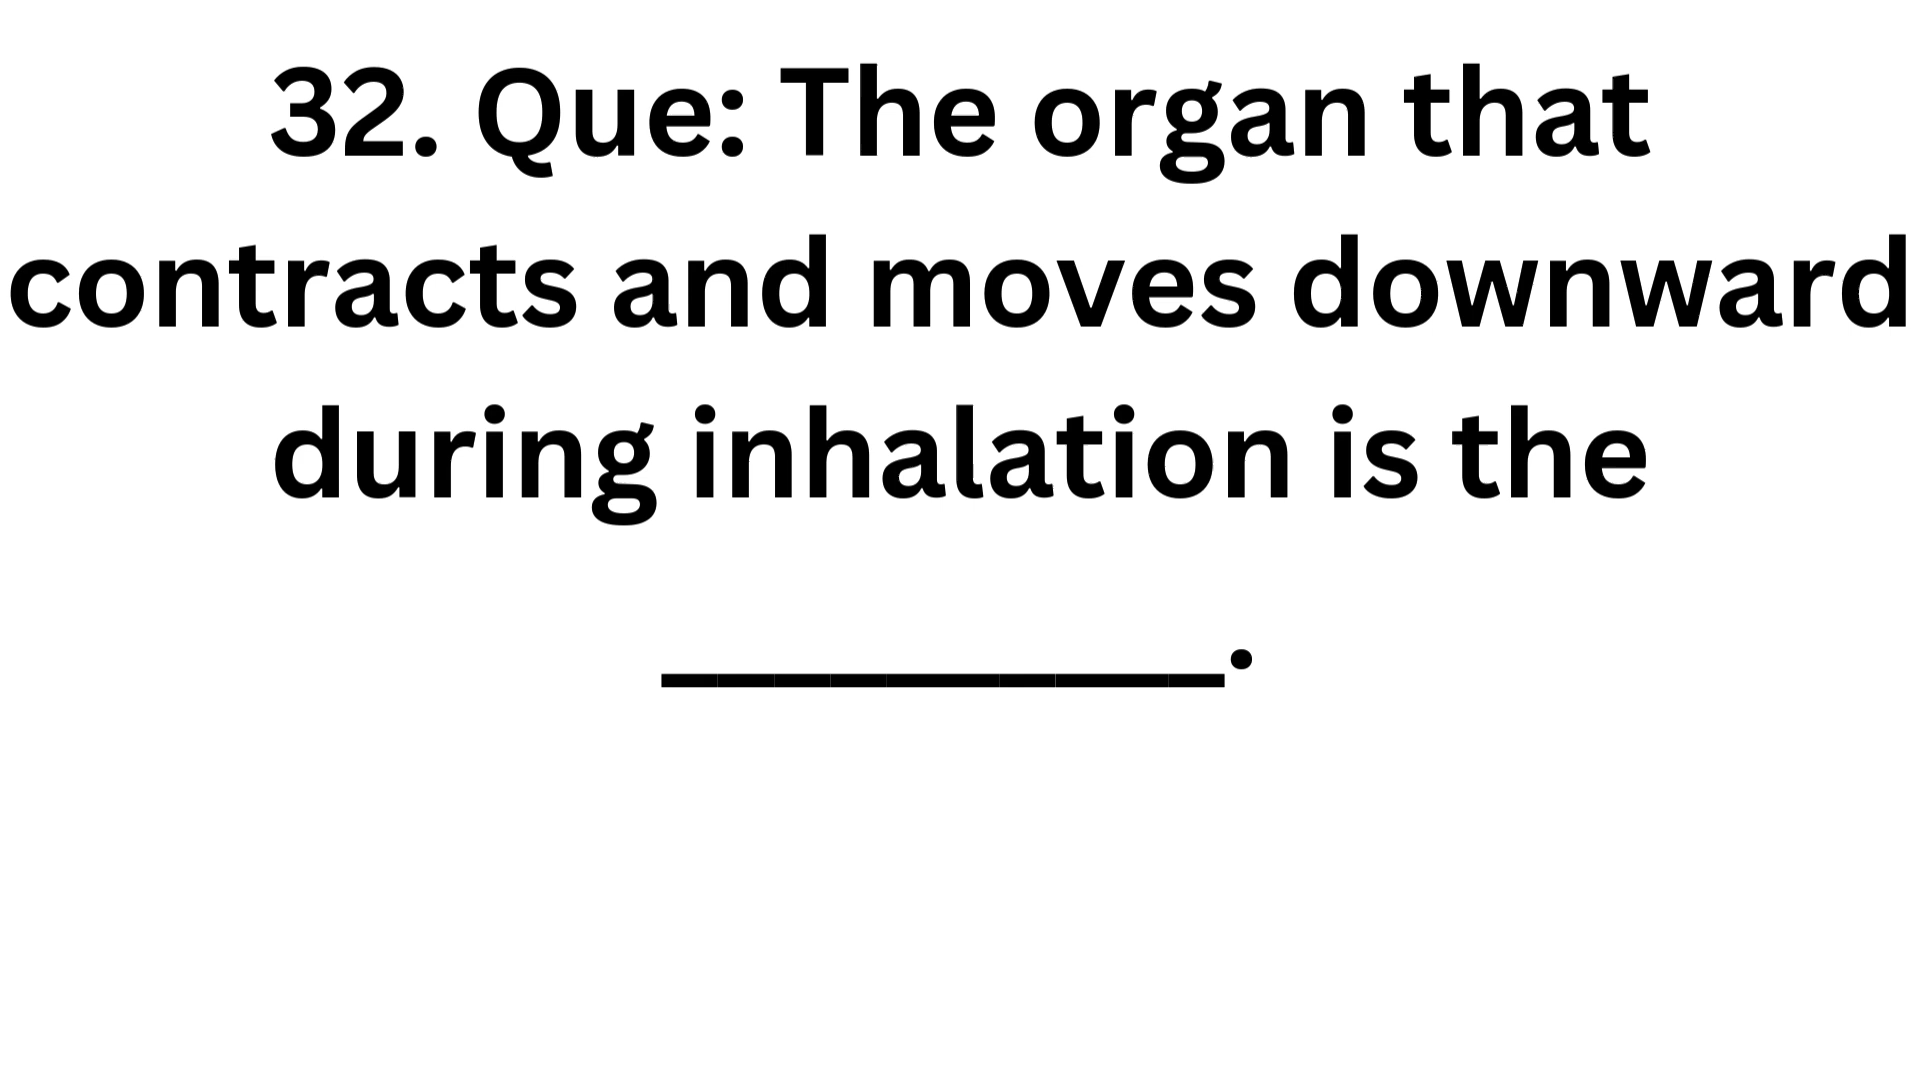 32. Que: The organ that
contracts and moves downward
during inhalation is the
__________.